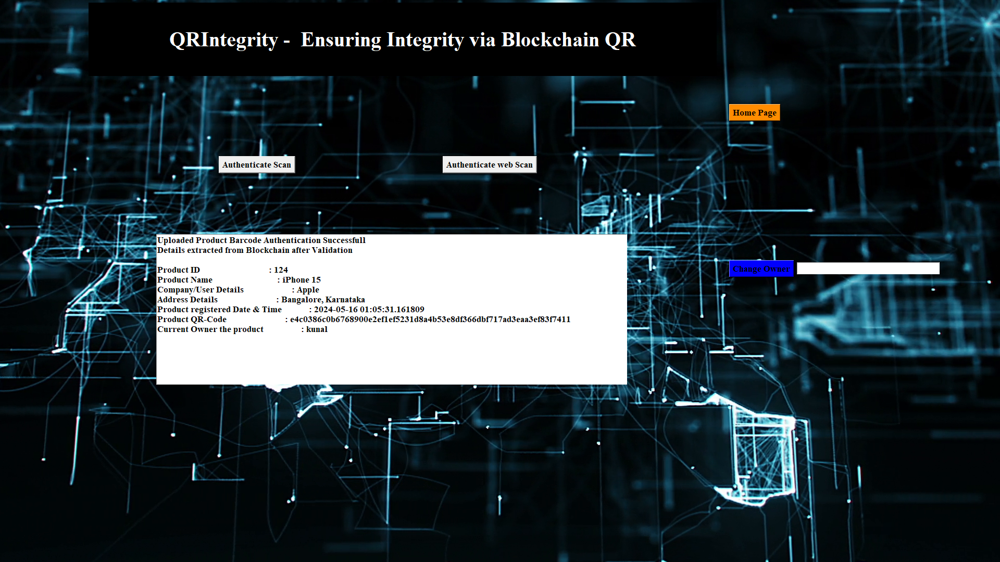 QRIntegrity -  Ensuring Integrity via Blockchain QR
Home Page
Authenticate Scan
Authenticate web Scan
Uploaded Product Barcode Authentication Successfull
Details extracted from Blockchain after Validation
Product ID : 124
Product Name : iPhone 15
Company/User Details : Apple
Address Details : Bangalore, Karnataka
Product registered Date & Time : 2024-05-16 01:05:31.161809
Product QR-Code : e4c0386c0b6768900e2ef1ef5231d8a4b53e8df366dbf717ad3eaa3ef83f7411
Current Owner the product : kunal
Change Owner